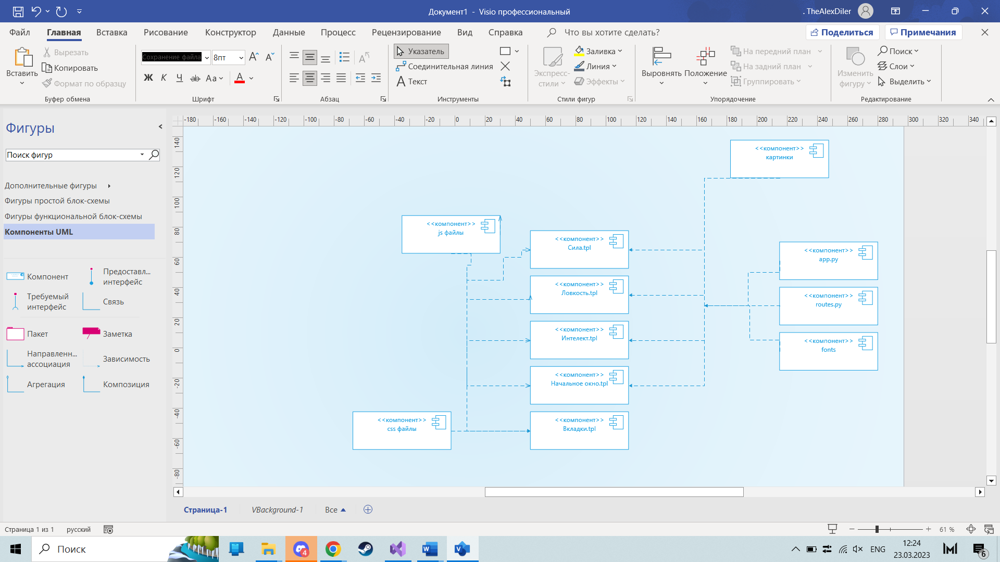 Документ1 - Visio профессиональный
. TheAlexDiler
Файл Главная Вставка Рисование Конструктор Данные Процесс Рецензирование Вид Справка Что вы хотите сделать? Поделиться Примечания
Вставить
Вырезать
Копировать
Формат по образцу
Буфер обмена
Сохранение файла 8пт
Ж К Ч ab Aa A
Шрифт
Абзац
Указатель
Соединительная линия
Текст
Инструменты
Экспресс-
стили
Заливка
Линия
Эффекты
Стили фигур
Выровнять Положение
На передний план
На задний план
Группировать
Упорядочение
Изменить
фигуру
Поиск
Слои
Выделить
Редактирование
Фигуры
Поиск фигур
Дополнительные фигуры
Фигуры простой блок-схемы
Фигуры функциональной блок-схемы
Компоненты UML
Компонент
Предоставл...
интерфейс
Требуемый
интерфейс
Связь
Пакет
Заметка
Направленн...
ассоциация
Зависимость
Агрегация
Композиция
-180 -160 -140 -120 -100 -80 -60 -40 -20 0 20 40 60 80 100 120 140 160 180 200 220 240 260 280 300 320 340
140
120
100
80
60
40
20
0
-20
-40
-60
-80
<<компонент>>
картинки
<<компонент>>
js файлы
<<компонент>>
Сила.tpl
<<компонент>>
app.py
<<компонент>>
Ловкость.tpl
<<компонент>>
routes.py
<<компонент>>
Интелект.tpl
<<компонент>>
fonts
<<компонент>>
Начальное окно.tpl
<<компонент>>
css файлы
<<компонент>>
Вкладки.tpl
Страница-1 VBackground-1 Все
Страница 1 из 1 русский
61 %
Поиск
4
ENG
12:24
23.03.2023
6